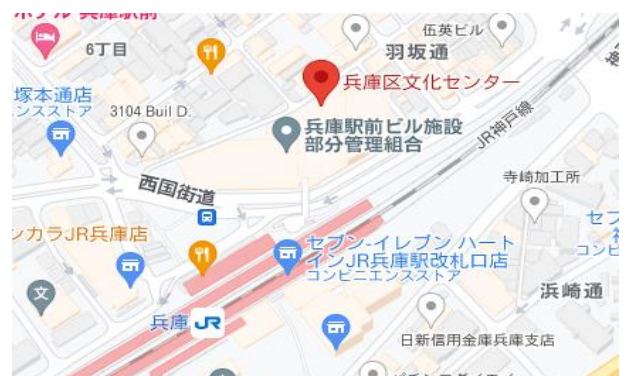 ホテル 兵庫駅前
6丁目
伍英ビル
羽坂通
兵庫区文化センター
塚本通店
ンスストア
3104 Buil D.
兵庫駅前ビル施設
部分管理組合
JR神戸線
西国街道
寺崎加工所
セブ
コンビニ
ンカラJR兵庫店
セブン-イレブン ハート
インJR兵庫駅改札口店
コンビニエンスストア
文
浜崎通
兵庫 JR
日新信用金庫兵庫支店